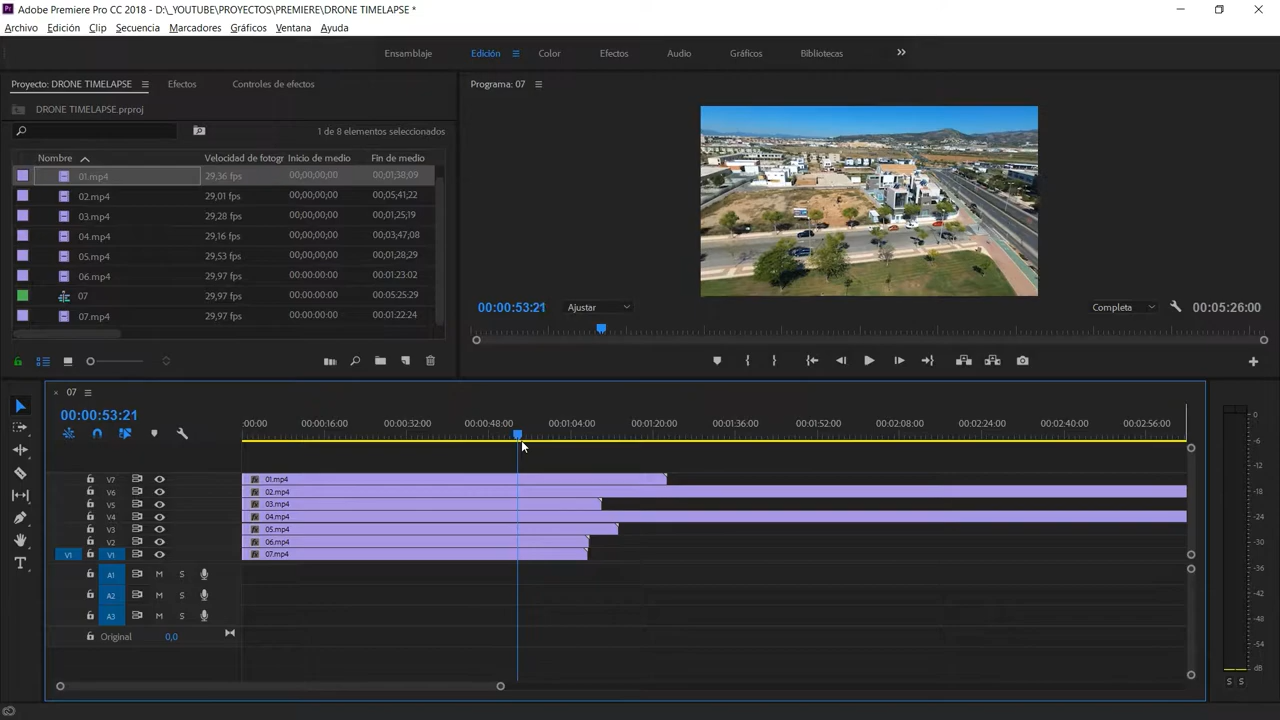 Adobe Premiere Pro CC 2018 - D:\_YOUTUBE\PROYECTOS\PREMIERE\DRONE TIMELAPSE *
Archivo Edición Clip Secuencia Marcadores Gráficos Ventana Ayuda
Ensamblaje Edición Color Efectos Audio Gráficos Bibliotecas
Proyecto: DRONE TIMELAPSE Efectos Controles de efectos
Programa: 07
DRONE TIMELAPSE.prproj
1 de 8 elementos seleccionados
Nombre Velocidad de fotogr Inicio de medio Fin de medio
01.mp4 29,36 fps 00;00;00;00 00;01;38;09
02.mp4 29,01 fps 00;00;00;00 00;05;41;22
03.mp4 29,28 fps 00;00;00;00 00;01;25;19
04.mp4 29,16 fps 00;00;00;00 00;03;47;08
05.mp4 29,53 fps 00;00;00;00 00;01;28;29
06.mp4 29,97 fps 00:00:00:00 00:01:23:02
07 29,97 fps 00:00:00:00 00:05:25:29
07.mp4 29,97 fps 00:00:00:00 00:01:22:24
00:00:53:21 Ajustar Completa 00:05:26:00
07
00:00:53:21
:00:00 00:00:16:00 00:00:32:00 00:00:48:00 00:01:04:00 00:01:20:00 00:01:36:00 00:01:52:00 00:02:08:00 00:02:24:00 00:02:40:00 00:02:56:00
V7 01.mp4
V6 02.mp4
V5 03.mp4
V4 04.mp4
V3 05.mp4
V2 06.mp4
V1 V1 07.mp4
A1 M S
A2 M S
A3 M S
Original 0,0
0
-6
-12
-18
-24
-30
-36
-42
-48
-54
dB
S S